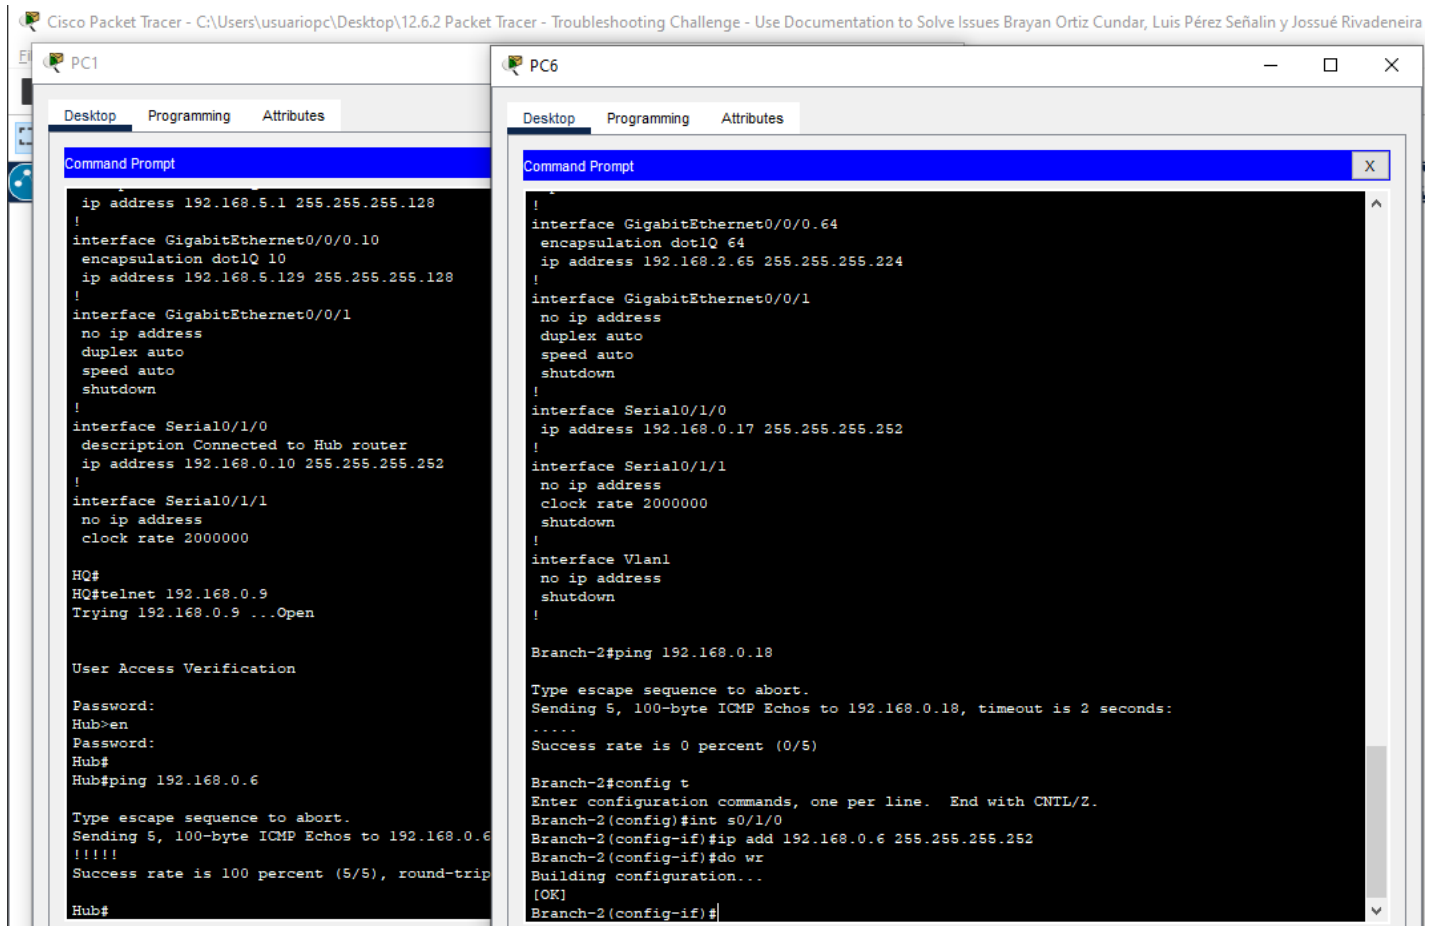 Cisco Packet Tracer - C:\Users\usuariopc\Desktop\12.6.2 Packet Tracer - Troubleshooting Challenge - Use Documentation to Solve Issues Brayan Ortiz Cundar, Luis Pérez Señalin y Jossué Rivadeneira
PC1
Desktop Programming Attributes
Command Prompt
ip address 192.168.5.1 255.255.255.128
!
interface GigabitEthernet0/0/0.10
encapsulation dot1Q 10
ip address 192.168.5.129 255.255.255.128
!
interface GigabitEthernet0/0/1
no ip address
duplex auto
speed auto
shutdown
!
interface Serial0/1/0
description Connected to Hub router
ip address 192.168.0.10 255.255.255.252
!
interface Serial0/1/1
no ip address
clock rate 2000000
HQ#
HQ#telnet 192.168.0.9
Trying 192.168.0.9 ...Open
User Access Verification
Password:
Hub>en
Password:
Hub#
Hub#ping 192.168.0.6
Type escape sequence to abort.
Sending 5, 100-byte ICMP Echos to 192.168.0.6
!!!!!
Success rate is 100 percent (5/5), round-trip
Hub#
PC6
Desktop Programming Attributes
Command Prompt X
!
interface GigabitEthernet0/0/0.64
encapsulation dot1Q 64
ip address 192.168.2.65 255.255.255.224
!
interface GigabitEthernet0/0/1
no ip address
duplex auto
speed auto
shutdown
!
interface Serial0/1/0
ip address 192.168.0.17 255.255.255.252
!
interface Serial0/1/1
no ip address
clock rate 2000000
shutdown
!
interface Vlan1
no ip address
shutdown
!
Branch-2#ping 192.168.0.18
Type escape sequence to abort.
Sending 5, 100-byte ICMP Echos to 192.168.0.18, timeout is 2 seconds:
.....
Success rate is 0 percent (0/5)
Branch-2#config t
Enter configuration commands, one per line.  End with CNTL/Z.
Branch-2(config)#int s0/1/0
Branch-2(config-if)#ip add 192.168.0.6 255.255.255.252
Branch-2(config-if)#do wr
Building configuration...
[OK]
Branch-2(config-if)#